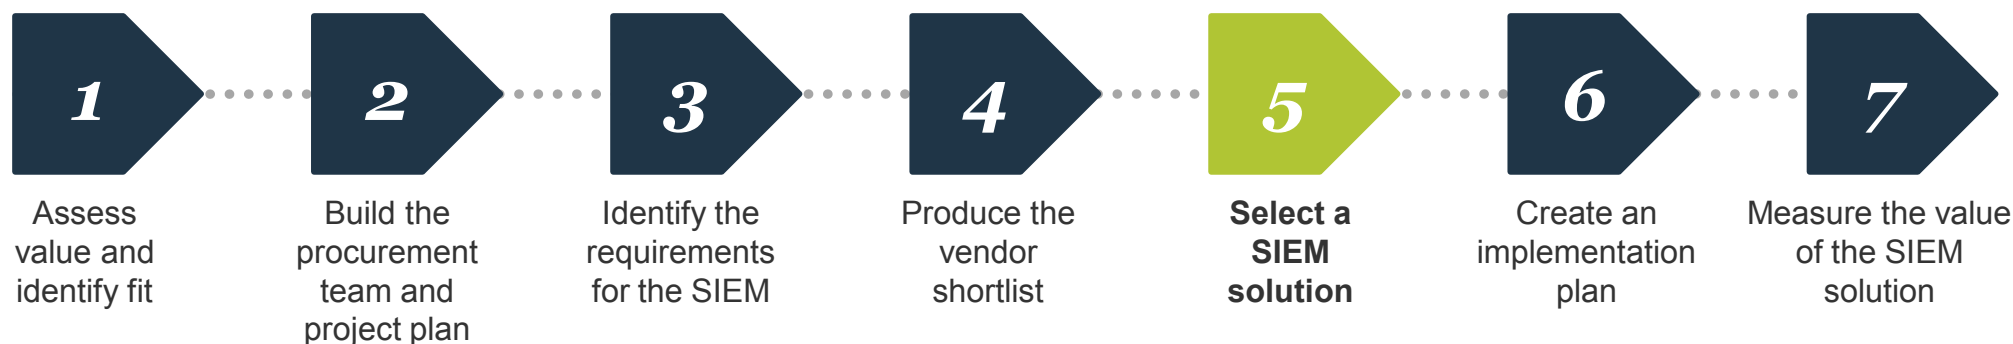 1
Assess
value and
identify fit
2
Build the
procurement
team and
project plan
3
Identify the
requirements
for the SIEM
4
Produce the
vendor
shortlist
5
Select a
SIEM
solution
6
Create an
implementation
plan
7
Measure the value
of the SIEM
solution